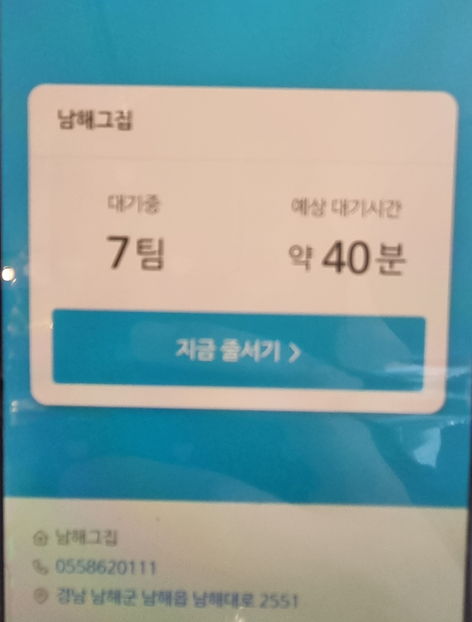 남해그집
대기중 예상 대기시간
7팀 약 40분
지금 줄서기 >
남해그집
0558620111
경남 남해군 남해읍 남해대로 2551